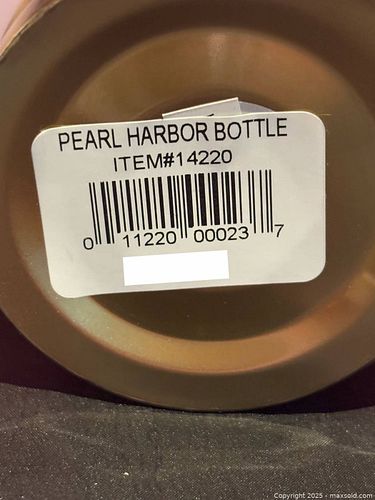 PEARL HARBOR BOTTLE
ITEM#14220
0 11220 00023 7
Copyright 2025 - maxsold.com